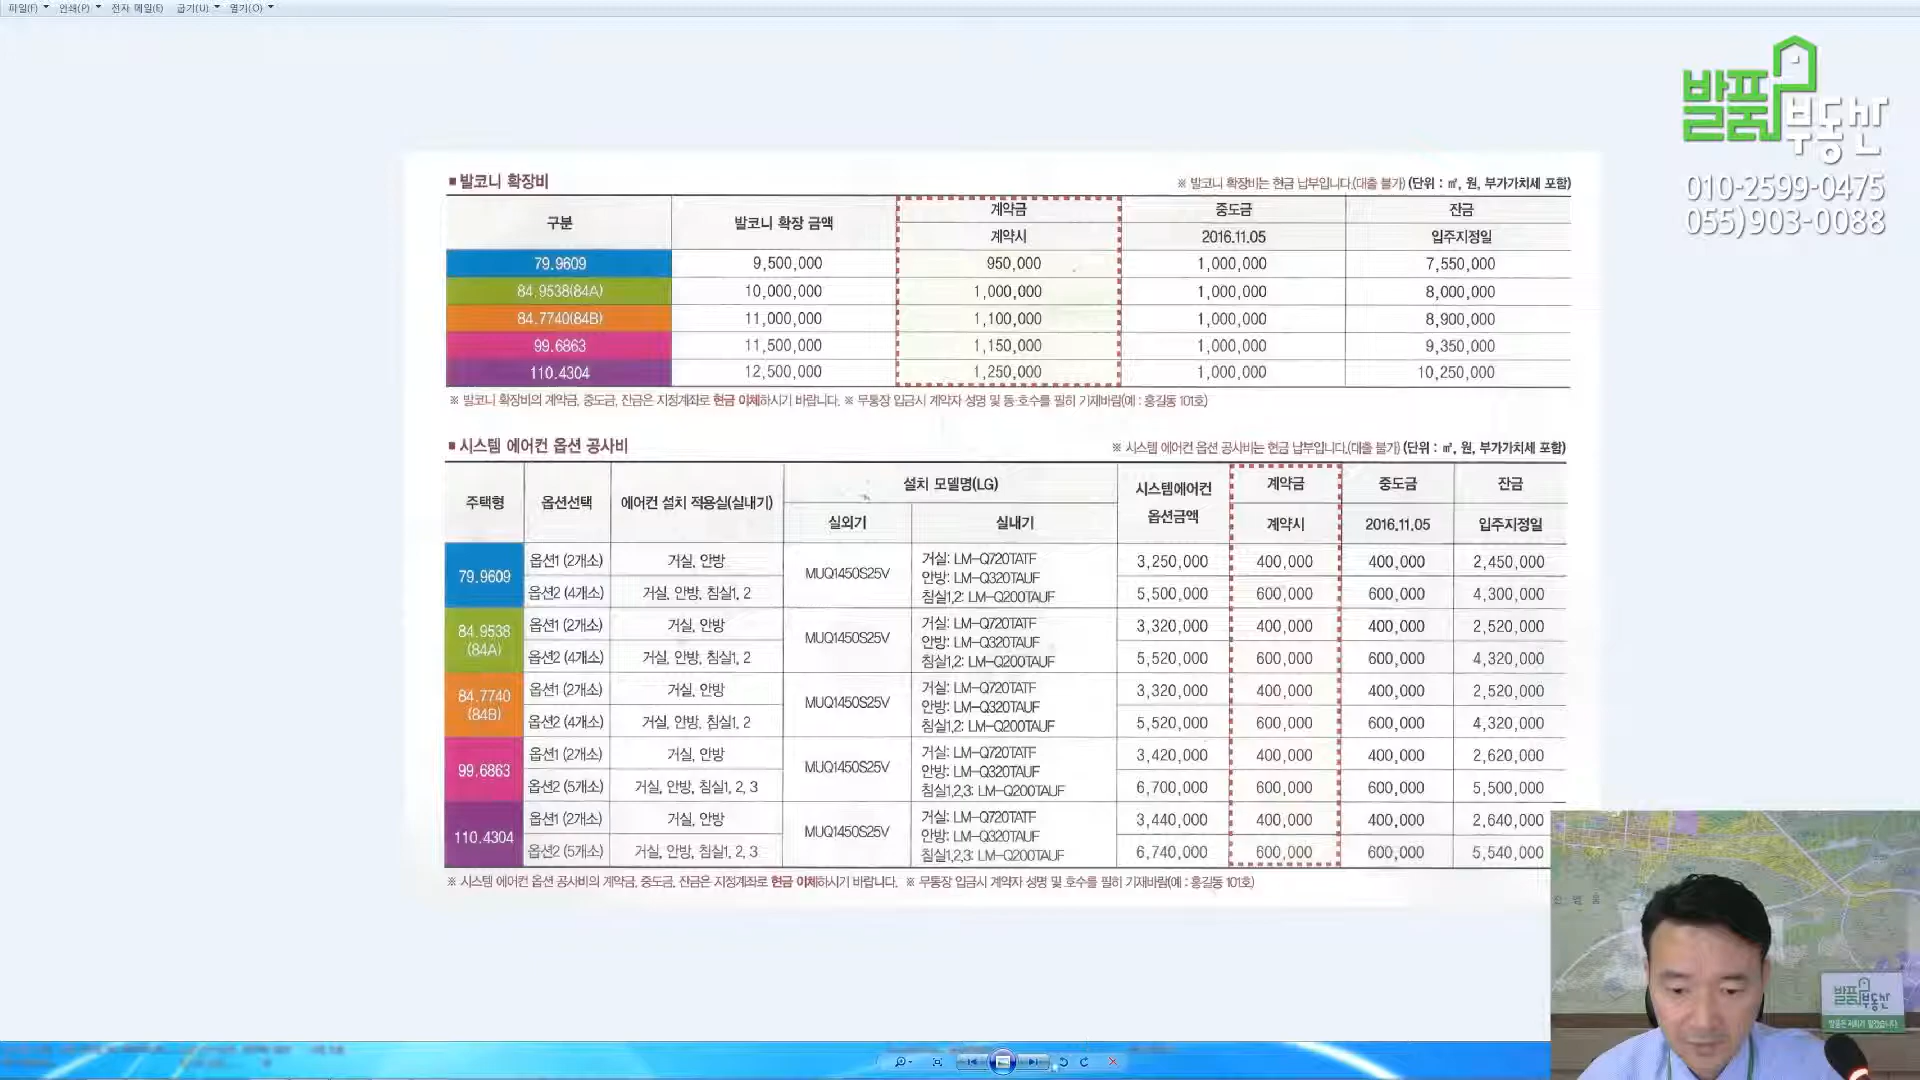 파일(F) 인쇄(P) 전자 메일(E) 굽기(U) 열기(O)
발품부동산
010-2599-0475
055)903-0088
■ 발코니 확장비
※ 발코니 확장비는 현금 납부입니다.(대출 불가) (단위 : ㎡, 원, 부가가치세 포함)
구분 발코니 확장 금액 계약금 중도금 잔금
계약시 2016.11.05 입주지정일
79.9609 9,500,000 950,000 1,000,000 7,550,000
84.9538(84A) 10,000,000 1,000,000 1,000,000 8,000,000
84.7740(84B) 11,000,000 1,100,000 1,000,000 8,900,000
99.6863 11,500,000 1,150,000 1,000,000 9,350,000
110.4304 12,500,000 1,250,000 1,000,000 10,250,000
※ 발코니 확장비의 계약금, 중도금, 잔금은 지정계좌로 현금 이체하시기 바랍니다. ※ 무통장 입금시 계약자 성명 및 동·호수를 필히 기재바람(예 : 홍길동 101호)
■ 시스템 에어컨 옵션 공사비
※ 시스템 에어컨 옵션 공사비는 현금 납부입니다.(대출 불가) (단위 : ㎡, 원, 부가가치세 포함)
주택형 옵션선택 에어컨 설치 적용실(실내기) 설치 모델명(LG) 시스템에어컨 옵션금액 계약금 중도금 잔금
실외기 실내기 계약시 2016.11.05 입주지정일
79.9609 옵션1 (2개소) 거실, 안방 MUQ1450S25V 거실: LM-Q720TATF 3,250,000 400,000 400,000 2,450,000
안방: LM-Q320TAUF
옵션2 (4개소) 거실, 안방, 침실1, 2 침실1,2: LM-Q200TAUF 5,500,000 600,000 600,000 4,300,000
84.9538 (84A) 옵션1 (2개소) 거실, 안방 MUQ1450S25V 거실: LM-Q720TATF 3,320,000 400,000 400,000 2,520,000
안방: LM-Q320TAUF
옵션2 (4개소) 거실, 안방, 침실1, 2 침실1,2: LM-Q200TAUF 5,520,000 600,000 600,000 4,320,000
84.7740 (84B) 옵션1 (2개소) 거실, 안방 MUQ1450S25V 거실: LM-Q720TATF 3,320,000 400,000 400,000 2,520,000
안방: LM-Q320TAUF
옵션2 (4개소) 거실, 안방, 침실1, 2 침실1,2: LM-Q200TAUF 5,520,000 600,000 600,000 4,320,000
99.6863 옵션1 (2개소) 거실, 안방 MUQ1450S25V 거실: LM-Q720TATF 3,420,000 400,000 400,000 2,620,000
안방: LM-Q320TAUF
옵션2 (5개소) 거실, 안방, 침실1, 2, 3 침실1,2,3: LM-Q200TAUF 6,700,000 600,000 600,000 5,500,000
110.4304 옵션1 (2개소) 거실, 안방 MUQ1450S25V 거실: LM-Q720TATF 3,440,000 400,000 400,000 2,640,000
안방: LM-Q320TAUF
옵션2 (5개소) 거실, 안방, 침실1, 2, 3 침실1,2,3: LM-Q200TAUF 6,740,000 600,000 600,000 5,540,000
※ 시스템 에어컨 옵션 공사비의 계약금, 중도금, 잔금은 지정계좌로 현금 이체하시기 바랍니다. ※ 무통장 입금시 계약자 성명 및 호수를 필히 기재바람(예 : 홍길동 101호)
발품부동산